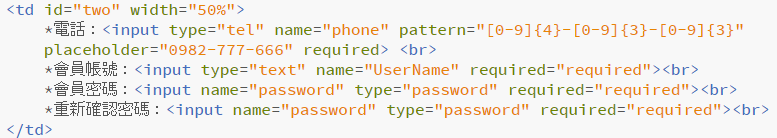 <td id="two" width="50%">
*電話：<input type="tel" name="phone" pattern="[0-9]{4}-[0-9]{3}-[0-9]{3}"
placeholder="0982-777-666" required> <br>
*會員帳號：<input type="text" name="UserName" required="required"><br>
*會員密碼：<input name="password" type="password" required="required"><br>
*重新確認密碼：<input name="password" type="password" required="required"><br>
</td>